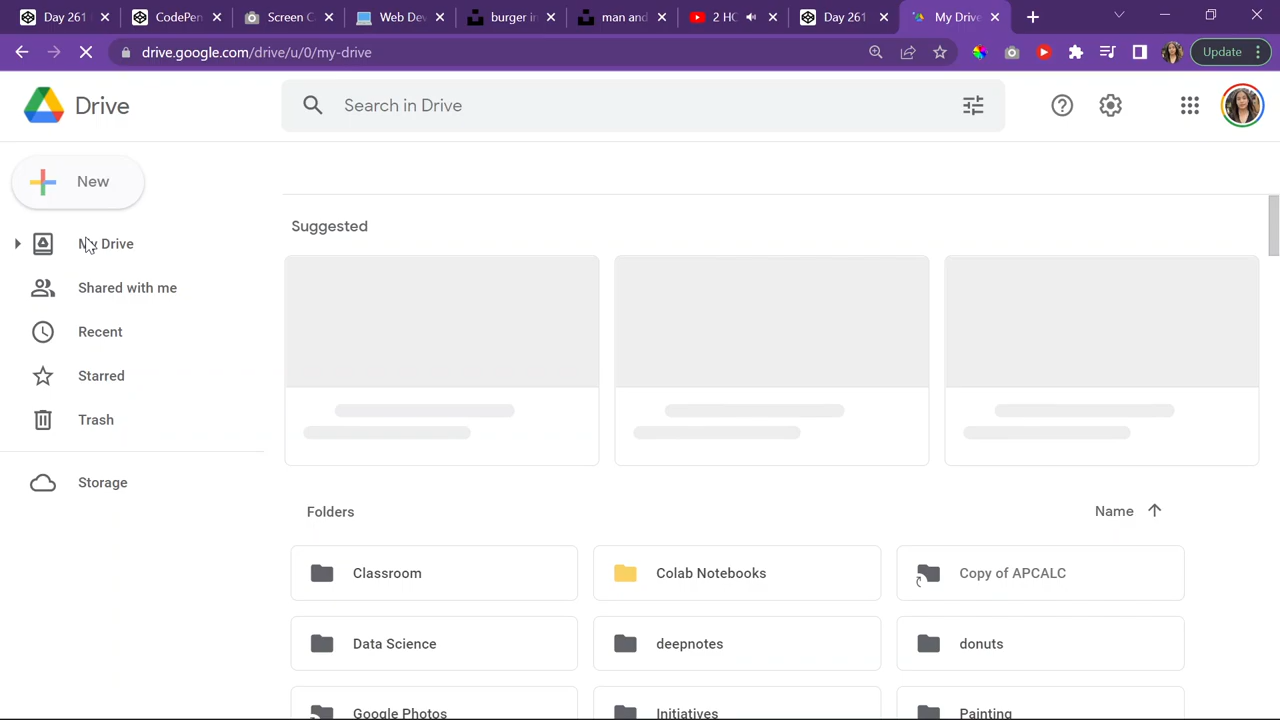 Day 261
CodePen
Screen C
Web Dev
burger in
man and
2 HC
Day 261
My Drive
drive.google.com/drive/u/0/my-drive
Update
Drive
Search in Drive
New
My Drive
Shared with me
Recent
Starred
Trash
Storage
Suggested
Folders
Name
Classroom
Colab Notebooks
Copy of APCALC
Data Science
deepnotes
donuts
Google Photos
Initiatives
Painting